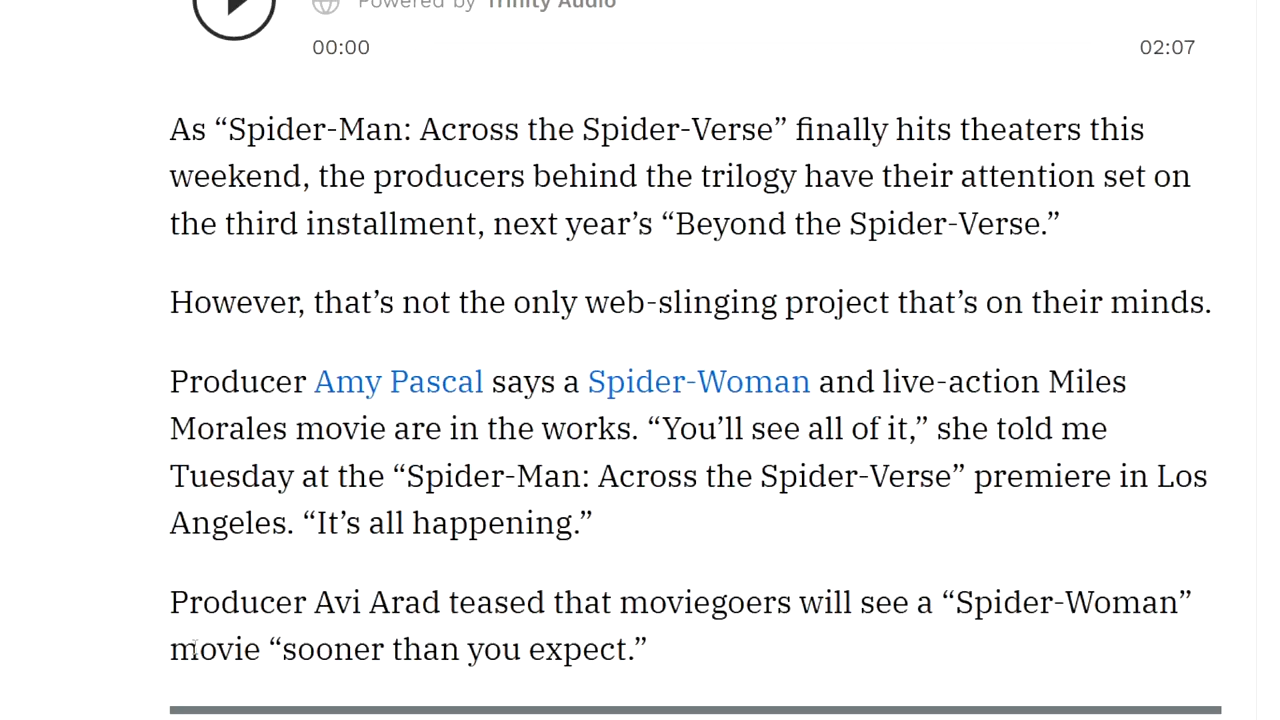 Powered by Trinity Audio
00:00 02:07
As “Spider-Man: Across the Spider-Verse” finally hits theaters this
weekend, the producers behind the trilogy have their attention set on
the third installment, next year’s “Beyond the Spider-Verse.”
However, that’s not the only web-slinging project that’s on their minds.
Producer Amy Pascal says a Spider-Woman and live-action Miles
Morales movie are in the works. “You’ll see all of it,” she told me
Tuesday at the “Spider-Man: Across the Spider-Verse” premiere in Los
Angeles. “It’s all happening.”
Producer Avi Arad teased that moviegoers will see a “Spider-Woman”
movie “sooner than you expect.”